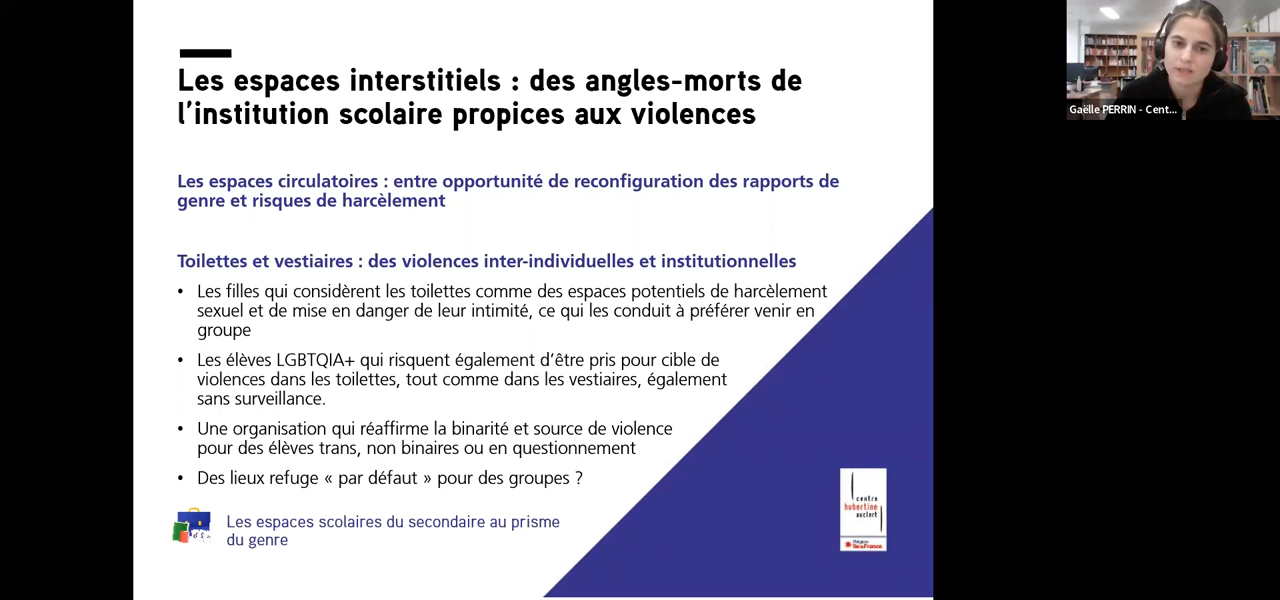 Les espaces interstitiels : des angles-morts de
l'institution scolaire propices aux violences
Les espaces circulatoires : entre opportunité de reconfiguration des rapports de
genre et risques de harcèlement
Toilettes et vestiaires : des violences inter-individuelles et institutionnelles
• Les filles qui considèrent les toilettes comme des espaces potentiels de harcèlement
sexuel et de mise en danger de leur intimité, ce qui les conduit à préférer venir en
groupe
• Les élèves LGBTQIA+ qui risquent également d'être pris pour cible de
violences dans les toilettes, tout comme dans les vestiaires, également
sans surveillance.
• Une organisation qui réaffirme la binarité et source de violence
pour des élèves trans, non binaires ou en questionnement
• Des lieux refuge « par défaut » pour des groupes ?
Les espaces scolaires du secondaire au prisme
du genre
centre
hubertine
auclert
Région
îledeFrance
Gaëlle PERRIN - Cent...